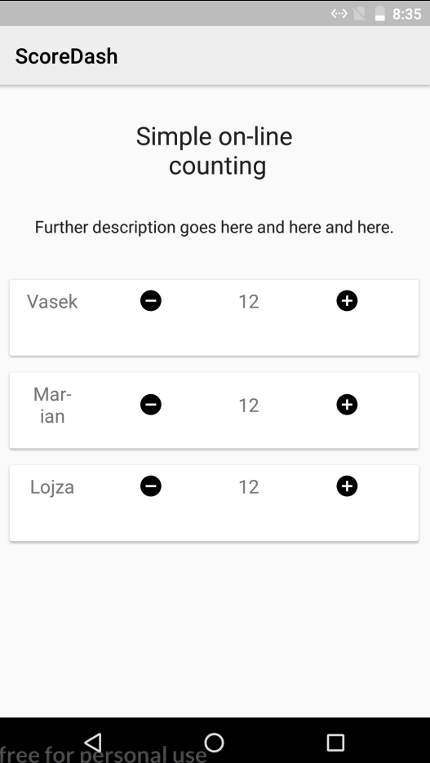 8:35
ScoreDash
Simple on-line
counting
Further description goes here and here and here.
Vasek 12
Mar-
ian 12
Lojza 12
free for personal use